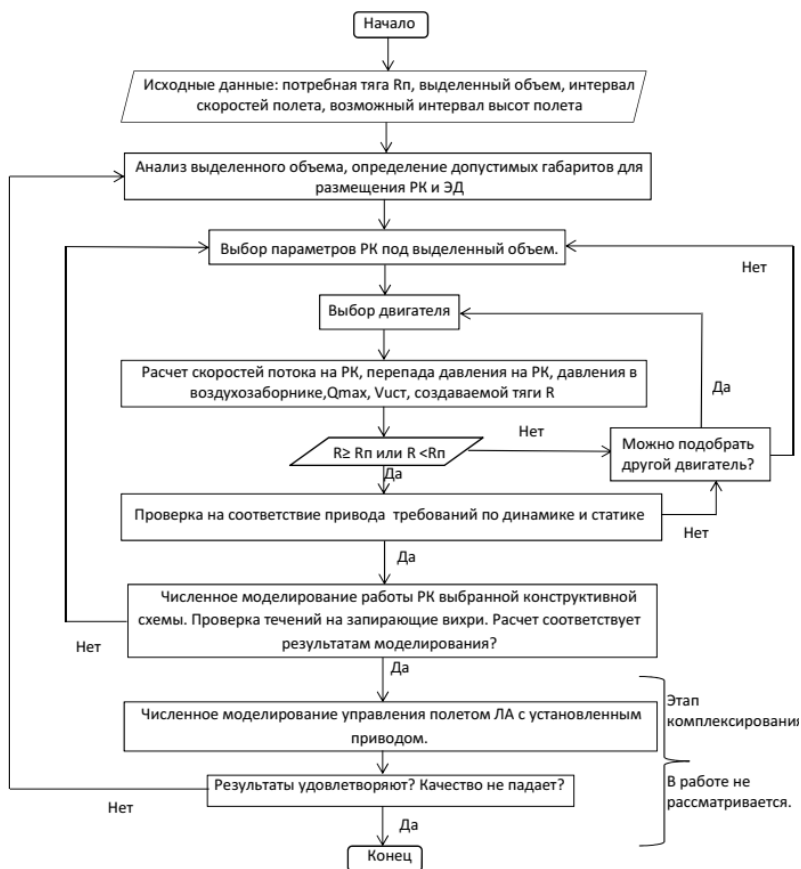 Начало
Исходные данные: потребная тяга Rп, выделенный объем, интервал
скоростей полета, возможный интервал высот полета
Анализ выделенного объема, определение допустимых габаритов для
размещения РК и ЭД
Выбор параметров РК под выделенный объем.
Нет
Выбор двигателя
Расчет скоростей потока на РК, перепада давления на РК, давления в
воздухозаборнике,Qmax, Vuст, создаваемой тяги R
Да
R≥ Rп или R <Rп
Нет
Можно подобрать
другой двигатель?
Да
Проверка на соответствие привода требований по динамике и статике
Нет
Да
Численное моделирование работы РК выбранной конструктивной
схемы. Проверка течений на запирающие вихри. Расчет соответствует
результатам моделирования?
Нет
Да
Численное моделирование управления полетом ЛА с установленным
приводом.
Этап
комплексирования
Результаты удовлетворяют? Качество не падает?
В работе не
рассматривается.
Нет
Да
Конец